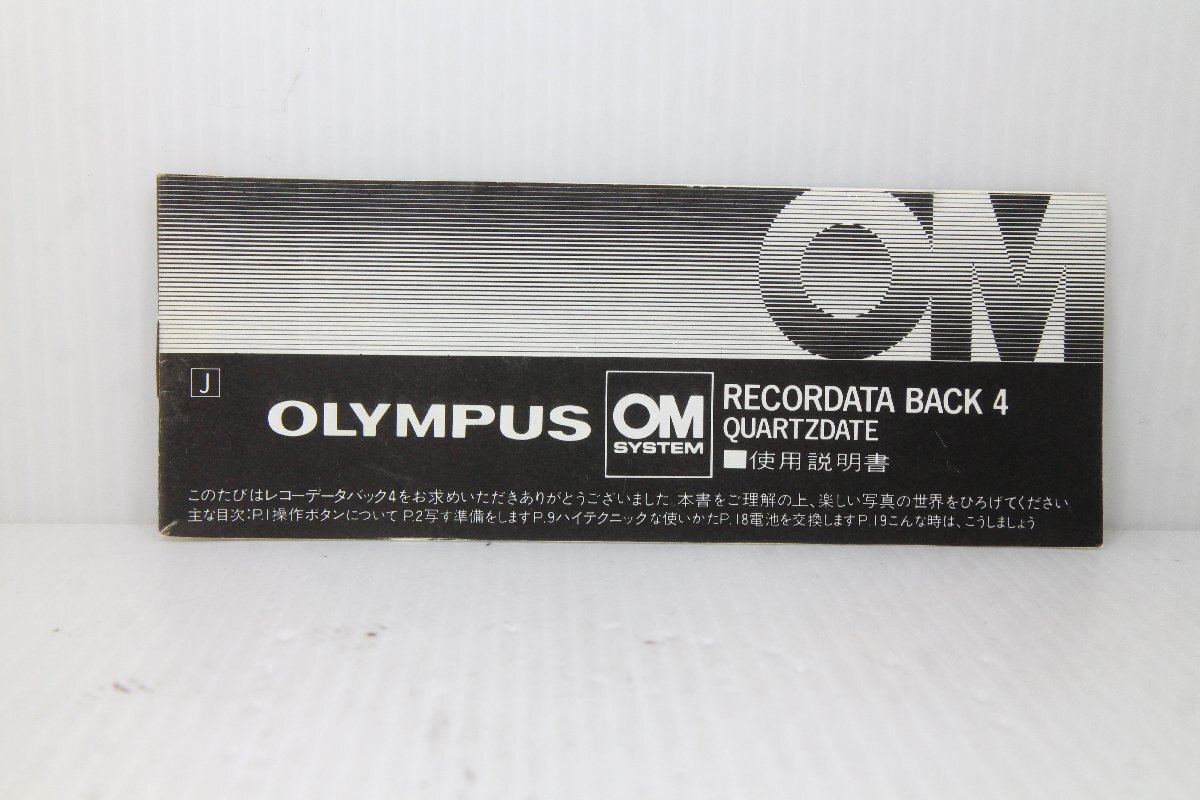 OM
J
OLYMPUS
OM
SYSTEM
RECORDATA BACK 4
QUARTZDATE
■使用説明書
このたびはレコーデータバック4をお求めいただきありがとうございました。本書をご理解の上、楽しい写真の世界をひろげてください
主な目次:P.1操作ボタンについて P.2写す準備をします P.9ハイテクニックな使いかた P.18電池を交換します P.19こんな時は、こうしましょう